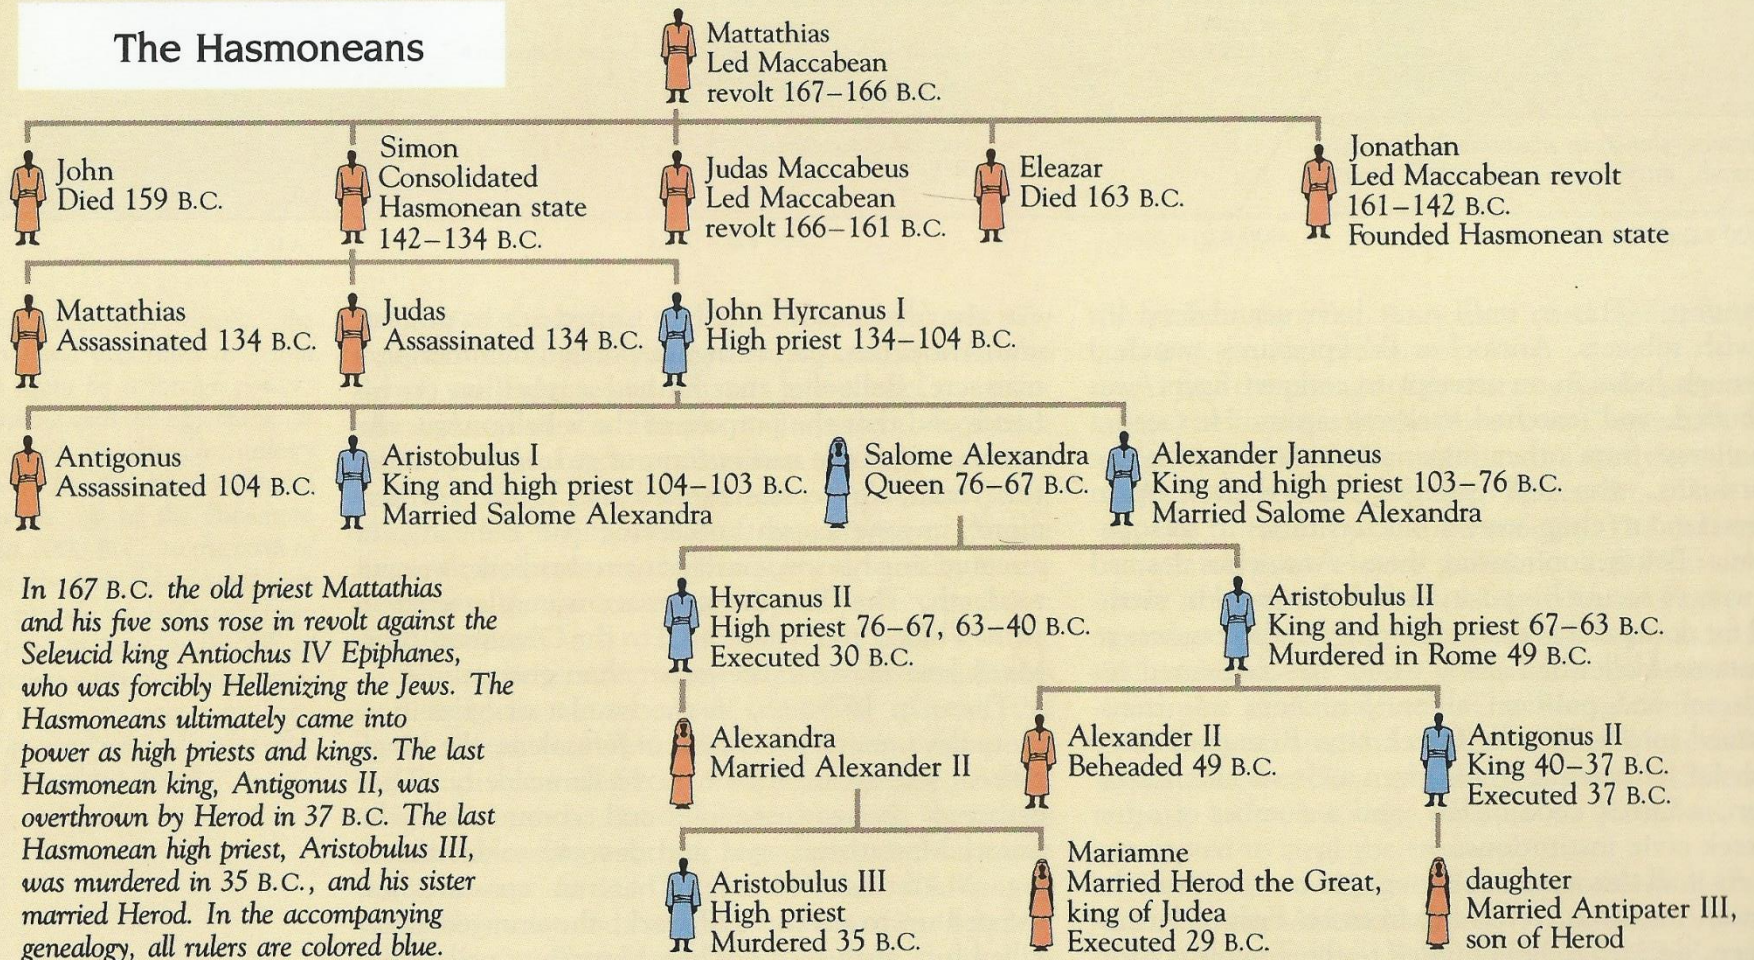 The Hasmoneans
Mattathias
Led Maccabean
revolt 167–166 B.C.
John
Died 159 B.C.
Simon
Consolidated
Hasmonean state
142–134 B.C.
Judas Maccabeus
Led Maccabean
revolt 166–161 B.C.
Eleazar
Died 163 B.C.
Jonathan
Led Maccabean revolt
161–142 B.C.
Founded Hasmonean state
Mattathias
Assassinated 134 B.C.
Judas
Assassinated 134 B.C.
John Hyrcanus I
High priest 134–104 B.C.
Antigonus
Assassinated 104 B.C.
Aristobulus I
King and high priest 104–103 B.C.
Married Salome Alexandra
Salome Alexandra
Queen 76–67 B.C.
Alexander Janneus
King and high priest 103–76 B.C.
Married Salome Alexandra
Hyrcanus II
High priest 76–67, 63–40 B.C.
Executed 30 B.C.
Aristobulus II
King and high priest 67–63 B.C.
Murdered in Rome 49 B.C.
Alexandra
Married Alexander II
Alexander II
Beheaded 49 B.C.
Antigonus II
King 40–37 B.C.
Executed 37 B.C.
Aristobulus III
High priest
Murdered 35 B.C.
Mariamne
Married Herod the Great,
king of Judea
Executed 29 B.C.
daughter
Married Antipater III,
son of Herod
In 167 B.C. the old priest Mattathias
and his five sons rose in revolt against the
Seleucid king Antiochus IV Epiphanes,
who was forcibly Hellenizing the Jews. The
Hasmoneans ultimately came into
power as high priests and kings. The last
Hasmonean king, Antigonus II, was
overthrown by Herod in 37 B.C. The last
Hasmonean high priest, Aristobulus III,
was murdered in 35 B.C., and his sister
married Herod. In the accompanying
genealogy, all rulers are colored blue.